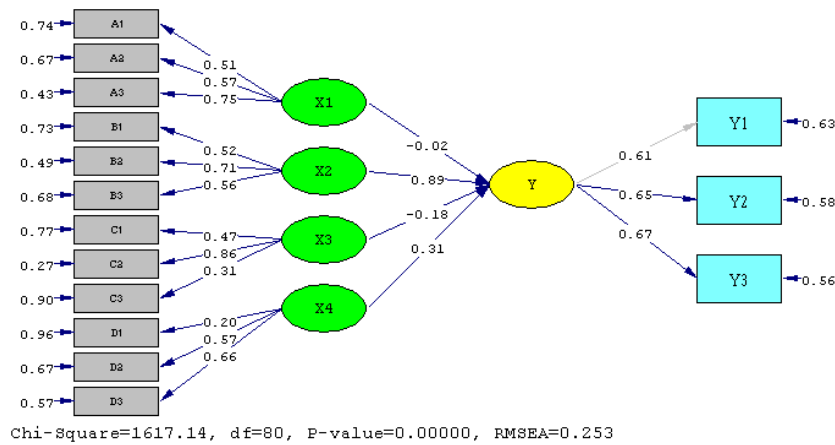 0.74 A1
0.67 A2
0.43 A3
0.73 B1
0.49 B2
0.68 B3
0.77 C1
0.27 C2
0.90 C3
0.96 D1
0.67 D2
0.57 D3
0.51
0.57
0.75
0.52
0.71
0.56
0.47
0.86
0.31
0.20
0.57
0.66
X1
X2
X3
X4
-0.02
0.89
-0.18
0.31
Y
0.61
0.65
0.67
Y1 0.63
Y2 0.58
Y3 0.56
Chi-Square=1617.14, df=80, P-value=0.00000, RMSEA=0.253